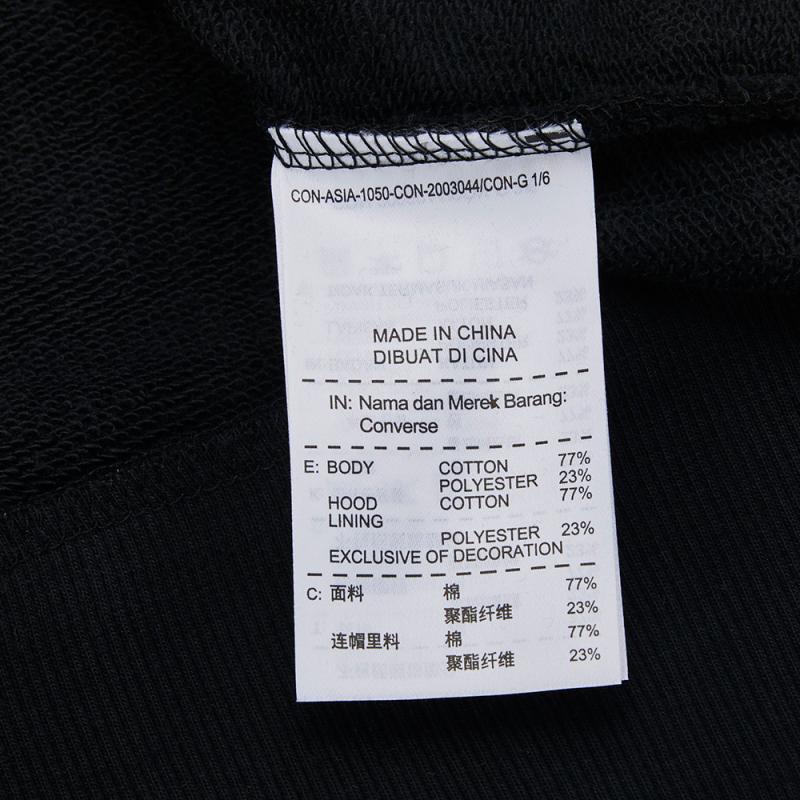 CON-ASIA-1050-CON-2003044/CON-G 1/6
MADE IN CHINA
DIBUAT DI CINA
IN: Nama dan Merek Barang:
Converse
E: BODY COTTON 77%
POLYESTER 23%
HOOD COTTON 77%
LINING
POLYESTER 23%
EXCLUSIVE OF DECORATION
C: 面料 棉 77%
聚酯纤维 23%
连帽里料 棉 77%
聚酯纤维 23%